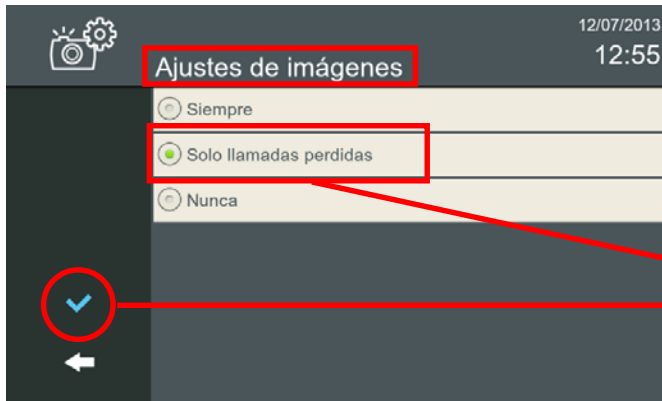 12/07/2013
12:55
Ajustes de imágenes
Siempre
Solo llamadas perdidas
Nunca